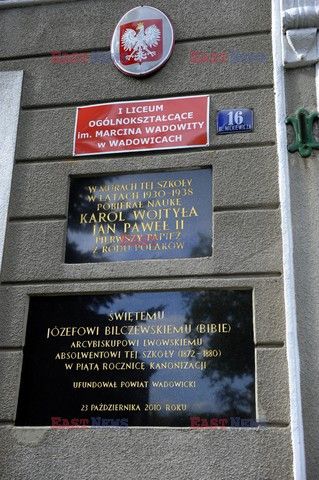 EAST NEWS
EAST NEWS
I LICEUM
OGÓLNOKSZTAŁCĄCE
im. MARCINA WADOWITY
w WADOWICACH
16
UL. MICKIEWICZA
W MURACH TEJ SZKOŁY
W LATACH 1930-1938
POBIERAŁ NAUKĘ
KAROL WOJTYŁA
JAN PAWEŁ II
PIERWSZY PAPIEŻ
Z RODU POLAKÓW
ŚWIĘTEMU
JÓZEFOWI BILCZEWSKIEMU (BIBIE)
ARCYBISKUPOWI LWOWSKIEMU
ABSOLWENTOWI TEJ SZKOŁY (1872-1880)
W PIĄTĄ ROCZNICĘ KANONIZACJI
UFUNDOWAŁ POWIAT WADOWICKI
23 PAŹDZIERNIKA 2010 ROKU
EAST NEWS
EAST NEWS